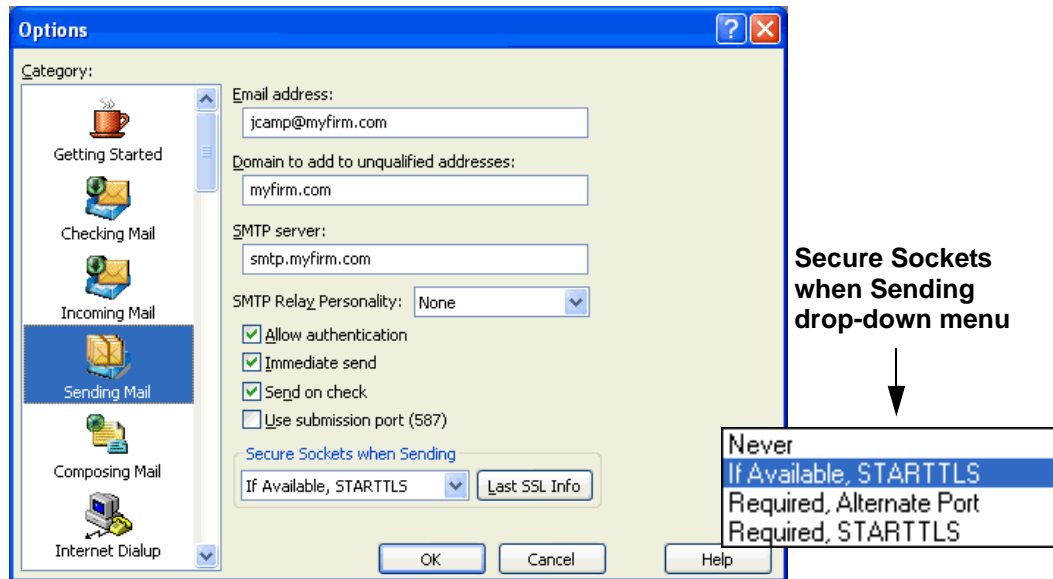 Options
Category:
Getting Started
Checking Mail
Incoming Mail
Sending Mail
Composing Mail
Internet Dialup
Email address:
jcamp@myfirm.com
Domain to add to unqualified addresses:
myfirm.com
SMTP server:
smtp.myfirm.com
SMTP Relay Personality: None
Allow authentication
Immediate send
Send on check
Use submission port (587)
Secure Sockets when Sending
If Available, STARTTLS Last SSL Info
OK Cancel Help
Secure Sockets
when Sending
drop-down menu
Never
If Available, STARTTLS
Required, Alternate Port
Required, STARTTLS